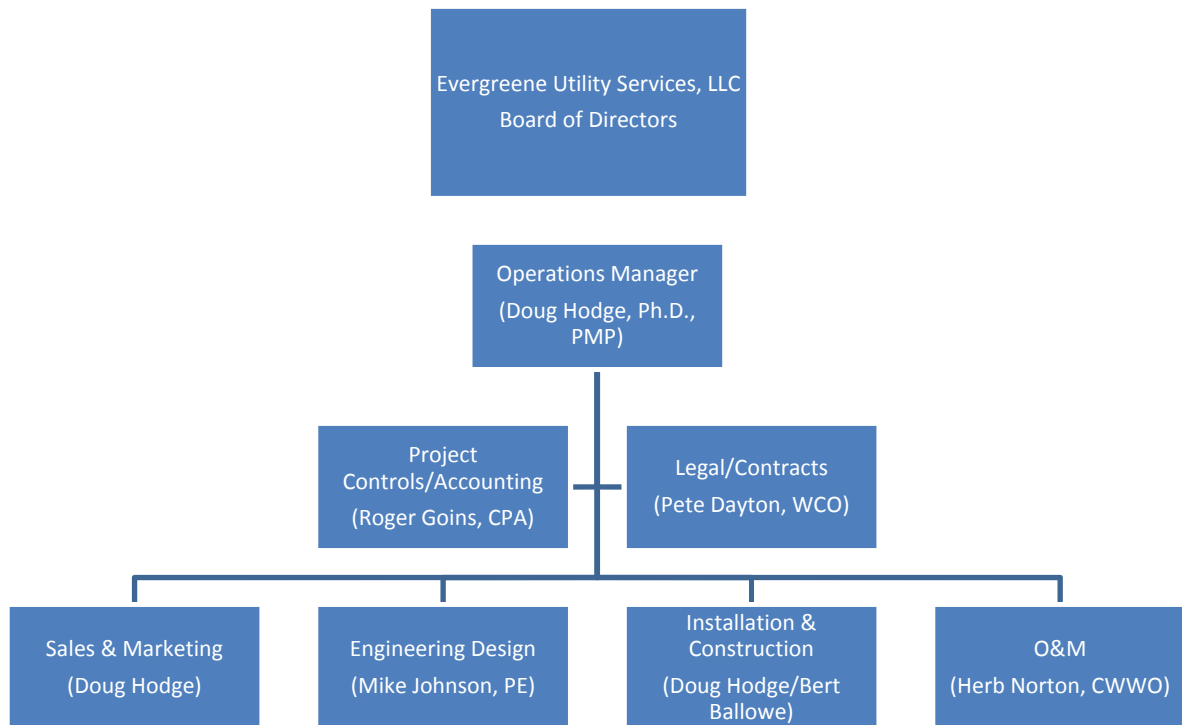 Evergreene Utility Services, LLC
Board of Directors
Operations Manager
(Doug Hodge, Ph.D.,
PMP)
Project
Controls/Accounting
(Roger Goins, CPA)
Legal/Contracts
(Pete Dayton, WCO)
Sales & Marketing
(Doug Hodge)
Engineering Design
(Mike Johnson, PE)
Installation &
Construction
(Doug Hodge/Bert
Ballowe)
O&M
(Herb Norton, CWWO)